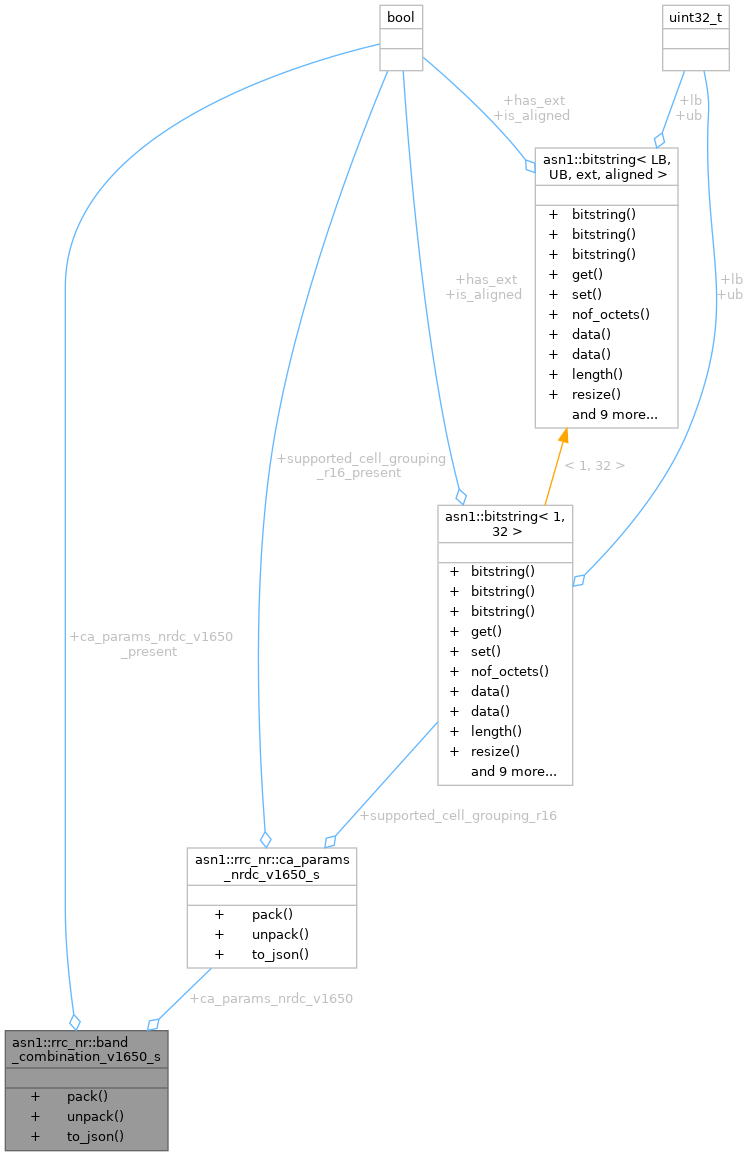 bool
uint32_t
+has_ext
+is_aligned
+lb
+ub
asn1::bitstring< LB,
UB, ext, aligned >
+ bitstring()
+ bitstring()
+ bitstring()
+ get()
+ set()
+ nof_octets()
+ data()
+ data()
+ length()
+ resize()
and 9 more...
+has_ext
+is_aligned
+lb
+ub
+supported_cell_grouping
_r16_present
< 1, 32 >
asn1::bitstring< 1,
32 >
+ bitstring()
+ bitstring()
+ bitstring()
+ get()
+ set()
+ nof_octets()
+ data()
+ data()
+ length()
+ resize()
and 9 more...
+ca_params_nrdc_v1650
_present
+supported_cell_grouping_r16
asn1::rrc_nr::ca_params
_nrdc_v1650_s
+ pack()
+ unpack()
+ to_json()
+ca_params_nrdc_v1650
asn1::rrc_nr::band
_combination_v1650_s
+ pack()
+ unpack()
+ to_json()